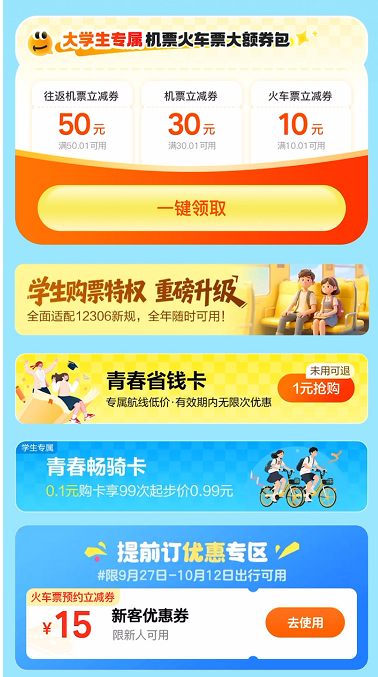 大学生专属机票火车票大额券包
往返机票立减券 机票立减券 火车票立减券
50元 30元 10元
满50.01可用 满30.01可用 满10.01可用
一键领取
学生购票特权 重磅升级
全面适配12306新规，全年随时可用！
未用可退
青春省钱卡
1元抢购
专属航线低价·有效期内无限次优惠
学生专属
青春畅骑卡
0.1元购卡享99次起步价0.99元
提前订优惠专区
#限9月27日-10月12日出行可用
火车票预约立减券
¥15 新客优惠券 去使用
限新人可用